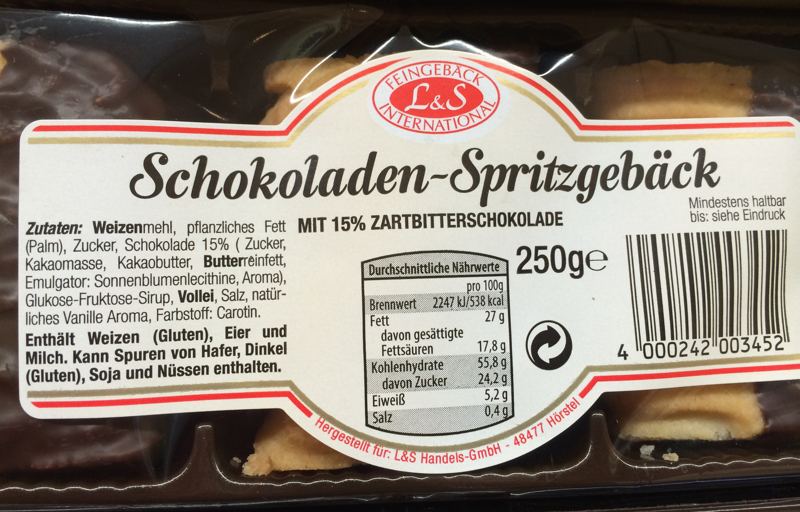 FEINGEBÄCK
L&S
INTERNATIONAL
Schokoladen-Spritzgebäck
MIT 15% ZARTBITTERSCHOKOLADE
Mindestens haltbar
bis: siehe Eindruck
Zutaten: Weizenmehl, pflanzliches Fett
(Palm), Zucker, Schokolade 15% ( Zucker,
Kakaomasse, Kakaobutter, Butterreinfett,
Emulgator: Sonnenblumenlecithine, Aroma),
Glukose-Fruktose-Sirup, Vollei, Salz, natür-
liches Vanille Aroma, Farbstoff: Carotin.
Enthält Weizen (Gluten), Eier und
Milch. Kann Spuren von Hafer, Dinkel
(Gluten), Soja und Nüssen enthalten.
Durchschnittliche Nährwerte
pro 100g
Brennwert 2247 kJ/538 kcal
Fett 27 g
davon gesättigte
Fettsäuren 17,8 g
Kohlenhydrate 55,8 g
davon Zucker 24,2 g
Eiweiß 5,2 g
Salz 0,4 g
250g℮
4 000242 003452
Hergestellt für: L&S Handels-GmbH - 48477 Hörstel